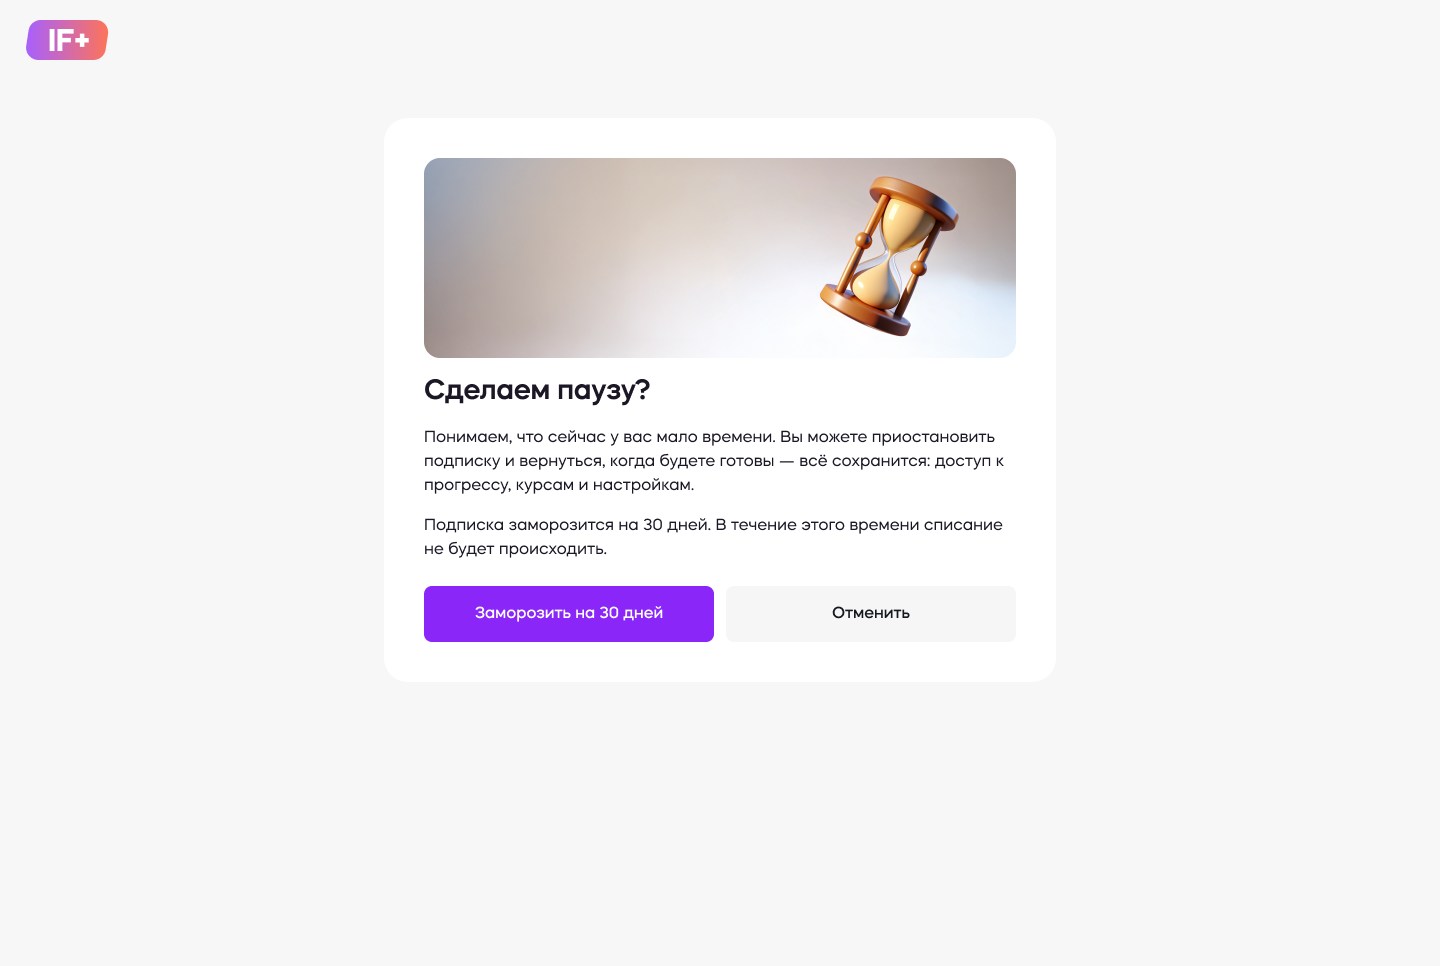 IF+
Сделаем паузу?
Понимаем, что сейчас у вас мало времени. Вы можете приостановить
подписку и вернуться, когда будете готовы — всё сохранится: доступ к
прогрессу, курсам и настройкам.
Подписка заморозится на 30 дней. В течение этого времени списание
не будет происходить.
Заморозить на 30 дней
Отменить